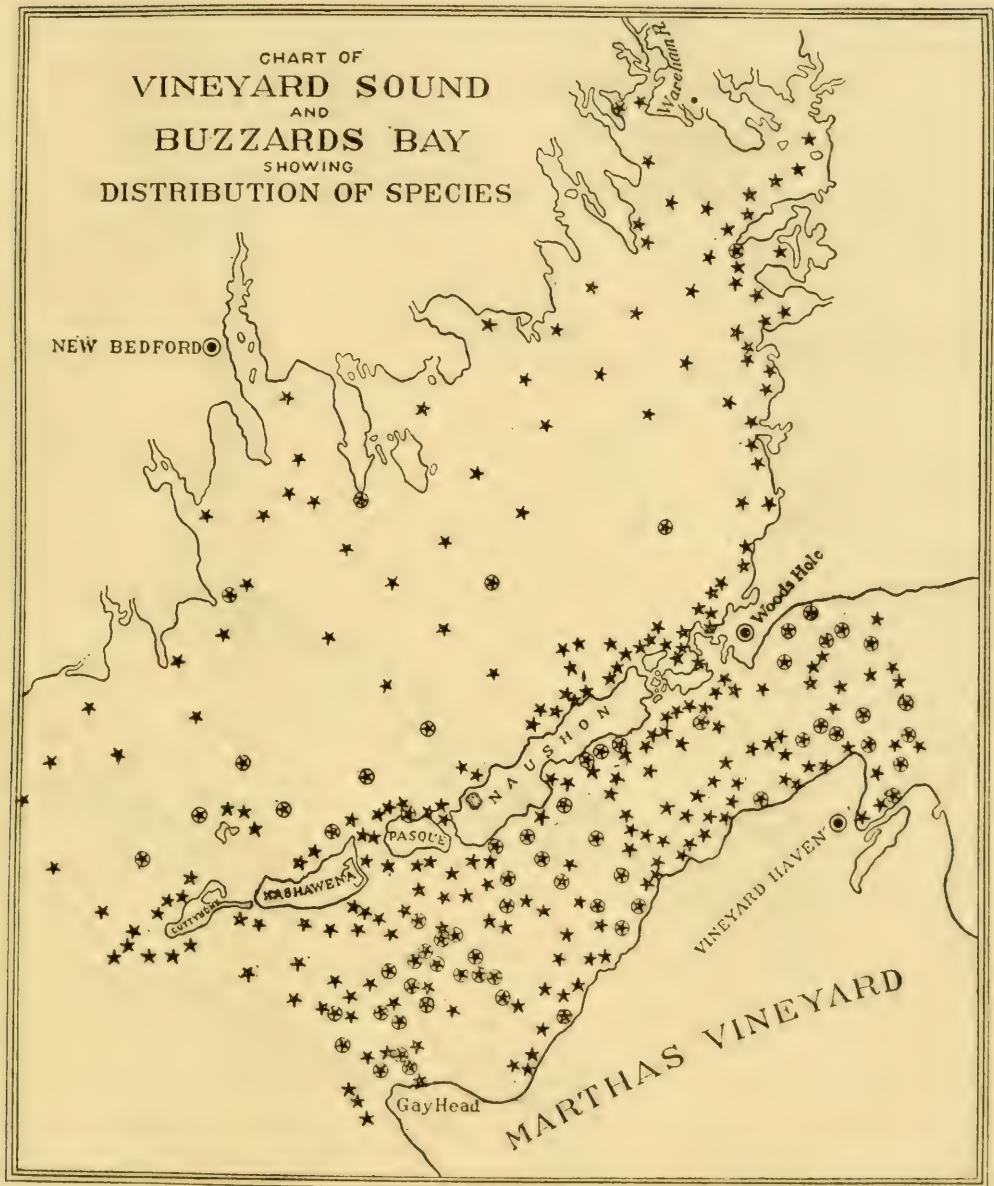 CHART OF
VINEYARD SOUND
AND
BUZZARDS BAY
SHOWING
DISTRIBUTION OF SPECIES
Wareham R.
NEW BEDFORD
Woods Hole
NAUSHON
PASQUE
NASHAWENA
CUTTYHUNK
VINEYARD HAVEN
MARTHAS VINEYARD
Gay Head